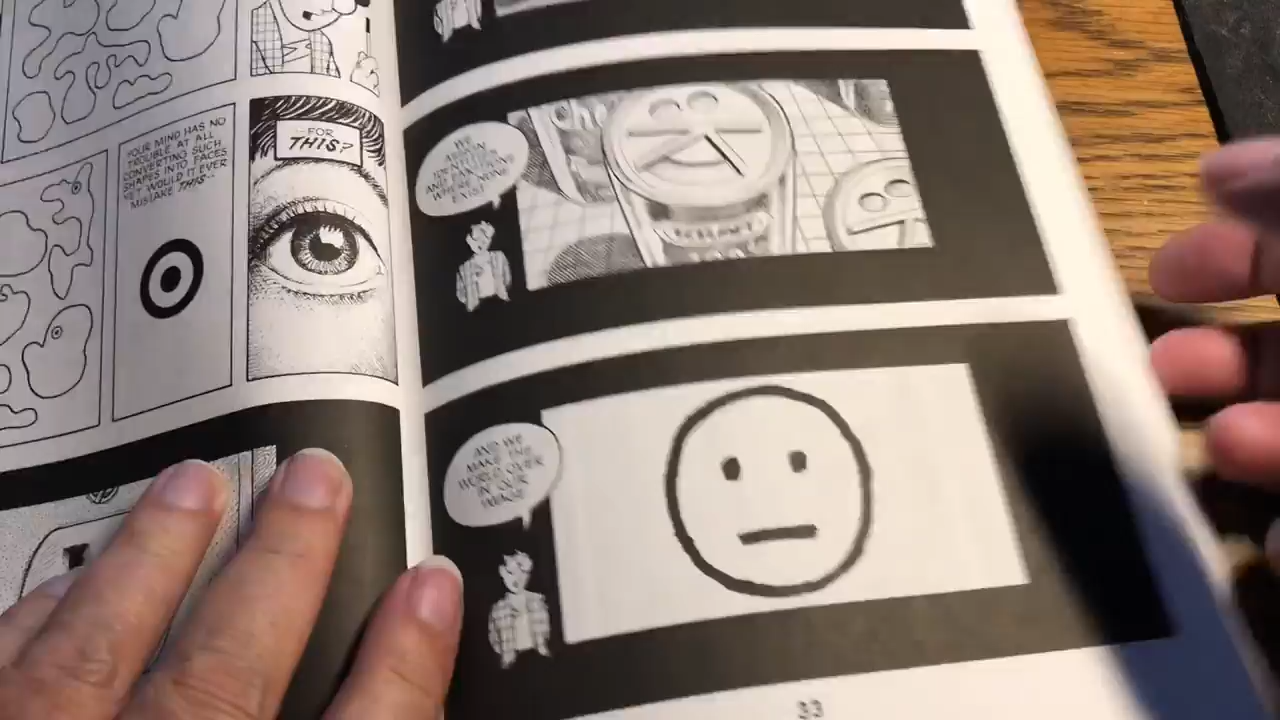 YOUR MIND HAS NO
TROUBLE AT ALL
CONVERTING SUCH
SHAPES INTO FACES
YET WOULD IT EVER
MISTAKE THIS--
--FOR
THIS?
WE
ASSIGN
IDENTITIES
AND
WHERE NONE
EXIST.
AND WE
MAKE THE
WORLD OVER
IN OUR
IMAGE.
33